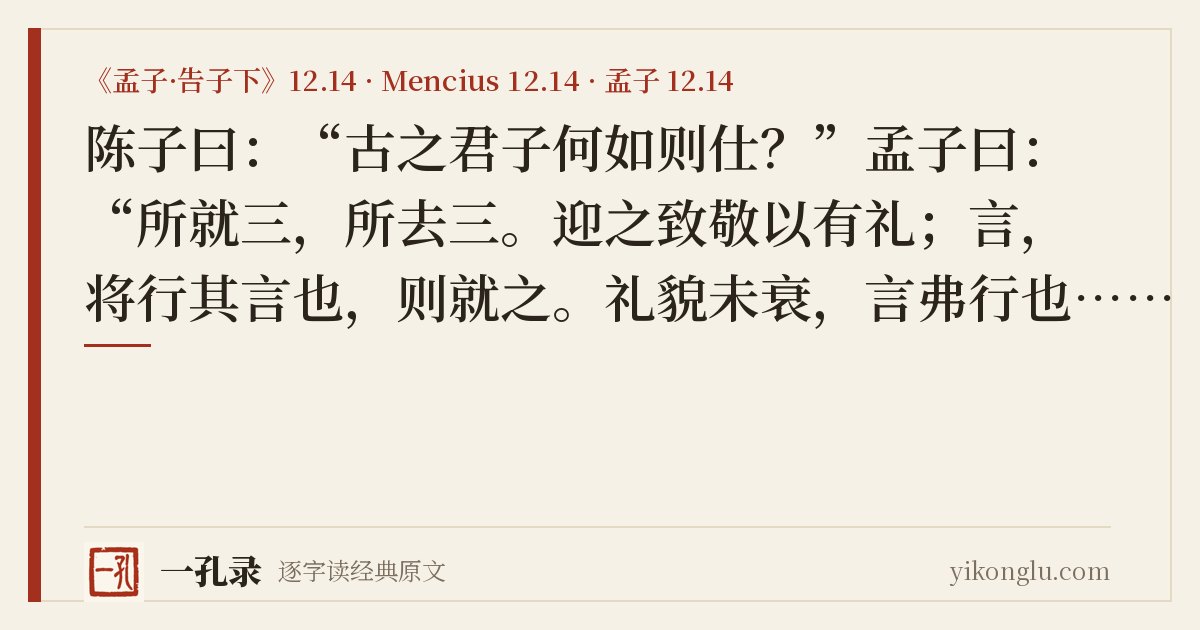 《孟子·告子下》12.14 · Mencius 12.14 · 孟子 12.14
陈子曰：“古之君子何如则仕？”孟子曰：
“所就三，所去三。迎之致敬以有礼；言，
将行其言也，则就之。礼貌未衰，言弗行也……
一孔
一孔录 逐字读经典原文 yikonglu.com